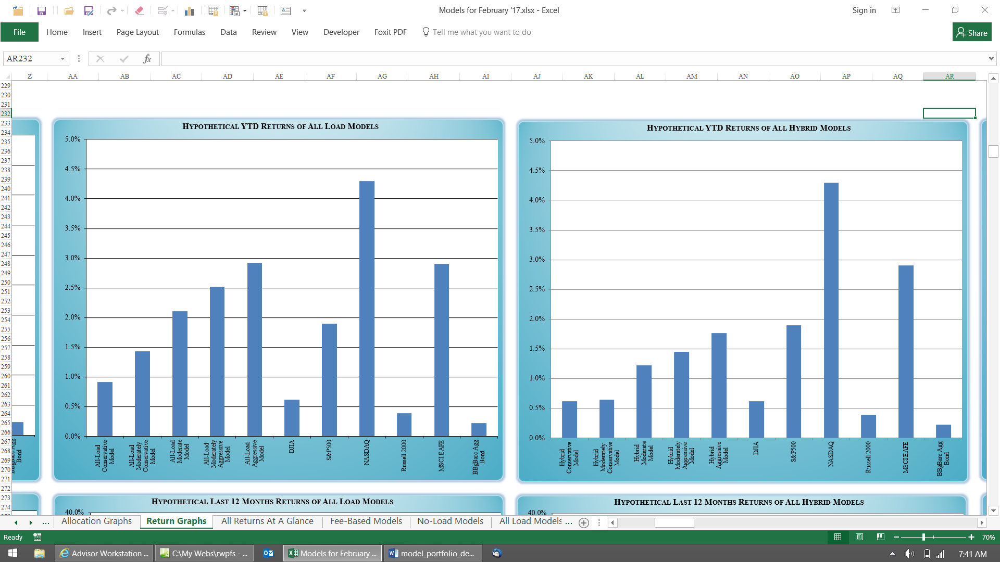 Models for February '17.xlsx - Excel
Sign in
File Home Insert Page Layout Formulas Data Review View Developer Foxit PDF Tell me what you want to do Share
AR232 fx
Z AA AB AC AD AE AF AG AH AI AJ AK AL AM AN AO AP AQ AR
229
230
231
232
233
234
235
236
237
238
239
240
241
242
243
244
245
246
247
248
249
250
251
252
253
254
255
256
257
258
259
260
261
262
263
264
265
266
267
268
269
270
271
272
273
274
BBgBarc Agg
Bond
HYPOTHETICAL YTD RETURNS OF ALL LOAD MODELS
5.0%
4.5%
4.0%
3.5%
3.0%
2.5%
2.0%
1.5%
1.0%
0.5%
0.0%
All-Load
Conservative
Model
All-Load
Moderately
Conservative
Model
All-Load
Moderate
Model
All-Load
Moderately
Aggressive
Model
All-Load
Aggressive
Model
DJIA
S&P500
NASDAQ
Russell 2000
MSCI EAFE
BBgBarc Agg
Bond
HYPOTHETICAL YTD RETURNS OF ALL HYBRID MODELS
5.0%
4.5%
4.0%
3.5%
3.0%
2.5%
2.0%
1.5%
1.0%
0.5%
0.0%
Hybrid
Conservative
Model
Hybrid
Moderately
Conservative
Model
Hybrid
Moderate
Model
Hybrid
Moderately
Aggressive
Model
Hybrid
Aggressive
Model
DJIA
S&P500
NASDAQ
Russell 2000
MSCI EAFE
BBgBarc Agg
Bond
HYPOTHETICAL LAST 12 MONTHS RETURNS OF ALL LOAD MODELS
40.0%
HYPOTHETICAL LAST 12 MONTHS RETURNS OF ALL HYBRID MODELS
40.0%
... Allocation Graphs Return Graphs All Returns At A Glance Fee-Based Models No-Load Models All Load Models ...
Ready
70%
Advisor Workstation ... C:\My Webs\rwpfs - ... Models for February ... model_portfolio_de... 7:41 AM